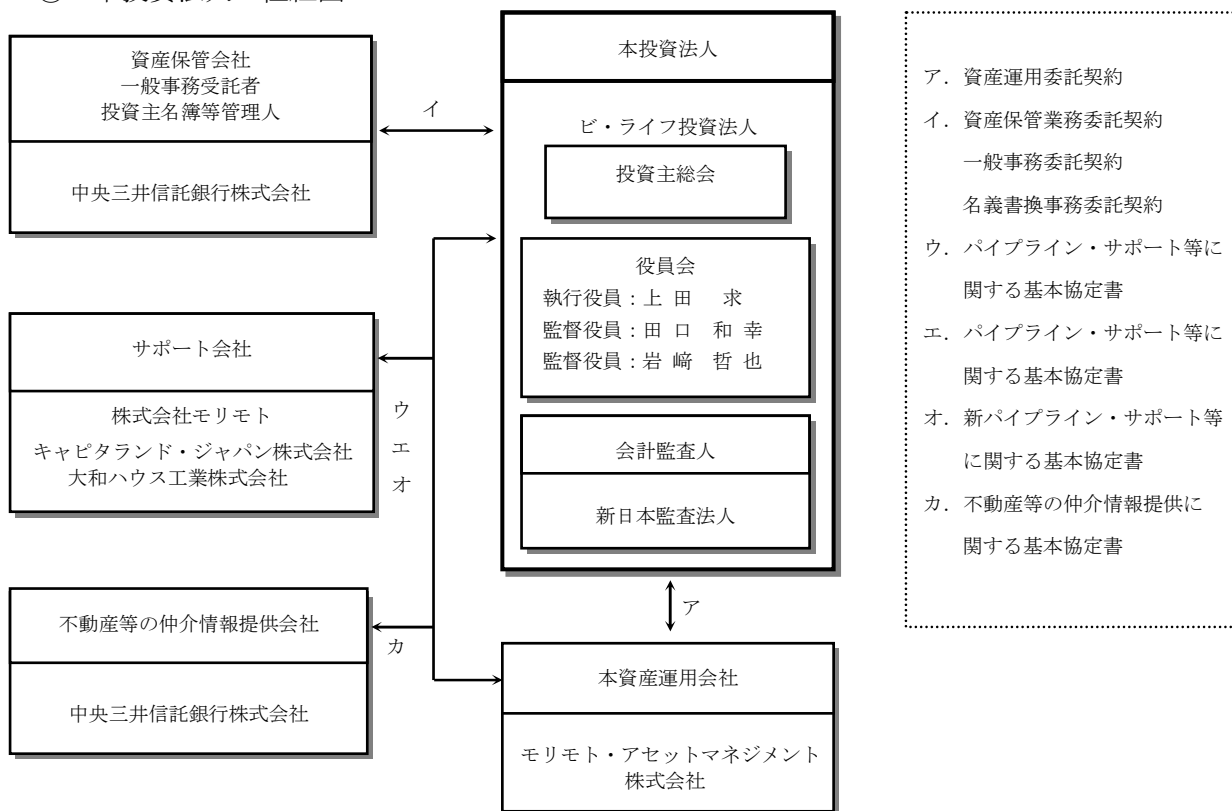 資産保管会社
一般事務受託者
投資主名簿等管理人
中央三井信託銀行株式会社
イ
本投資法人
ビ・ライフ投資法人
投資主総会
役員会
執行役員：上 田 求
監督役員：田 口 和 幸
監督役員：岩 﨑 哲 也
会計監査人
新日本監査法人
サポート会社
株式会社モリモト
キャピタランド・ジャパン株式会社
大和ハウス工業株式会社
ウ
エ
オ
不動産等の仲介情報提供会社
中央三井信託銀行株式会社
カ
ア
本資産運用会社
モリモト・アセットマネジメント
株式会社
ア．資産運用委託契約
イ．資産保管業務委託契約
一般事務委託契約
名義書換事務委託契約
ウ．パイプライン・サポート等に
関する基本協定書
エ．パイプライン・サポート等に
関する基本協定書
オ．新パイプライン・サポート等
に関する基本協定書
カ．不動産等の仲介情報提供に
関する基本協定書